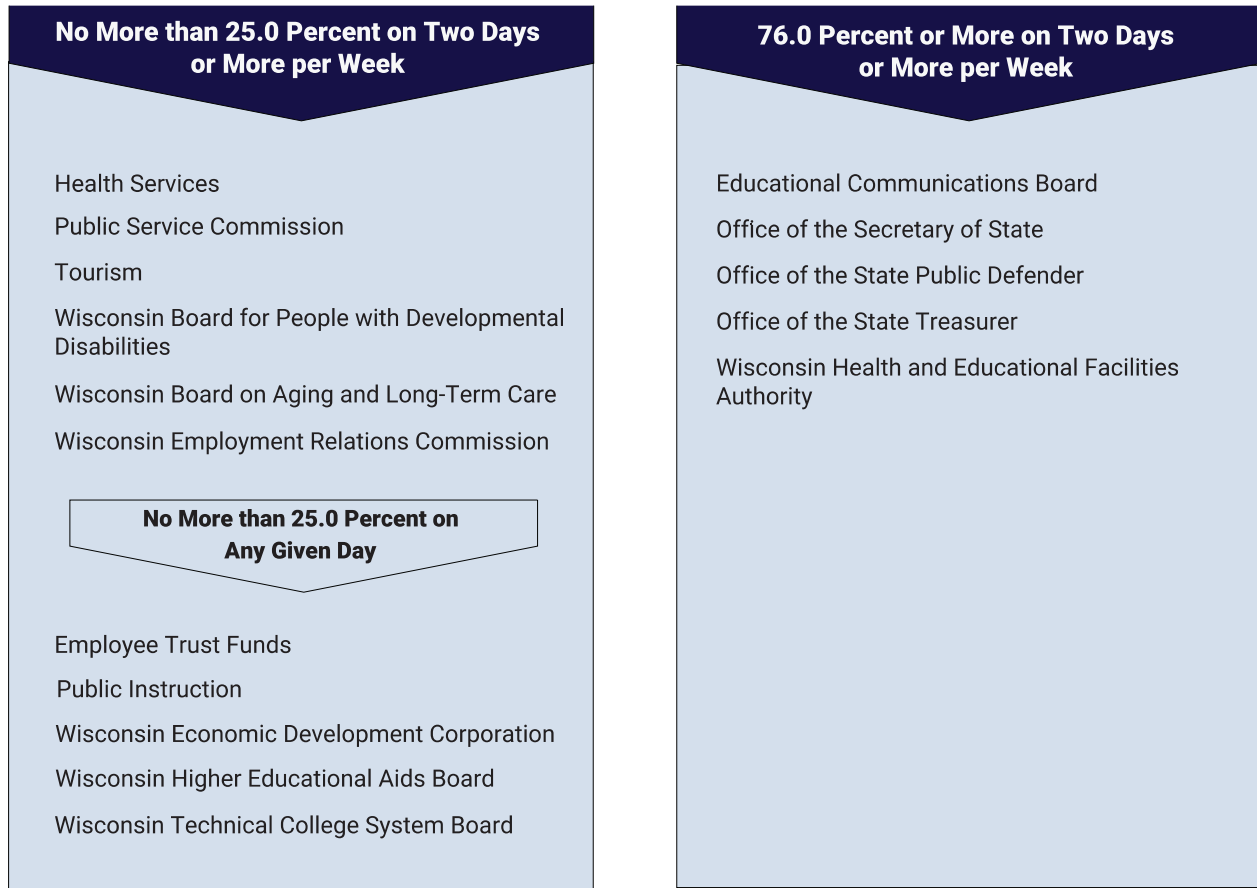 No More than 25.0 Percent on Two Days
or More per Week
Health Services
Public Service Commission
Tourism
Wisconsin Board for People with Developmental
Disabilities
Wisconsin Board on Aging and Long-Term Care
Wisconsin Employment Relations Commission
No More than 25.0 Percent on
Any Given Day
Employee Trust Funds
Public Instruction
Wisconsin Economic Development Corporation
Wisconsin Higher Educational Aids Board
Wisconsin Technical College System Board
76.0 Percent or More on Two Days
or More per Week
Educational Communications Board
Office of the Secretary of State
Office of the State Public Defender
Office of the State Treasurer
Wisconsin Health and Educational Facilities
Authority